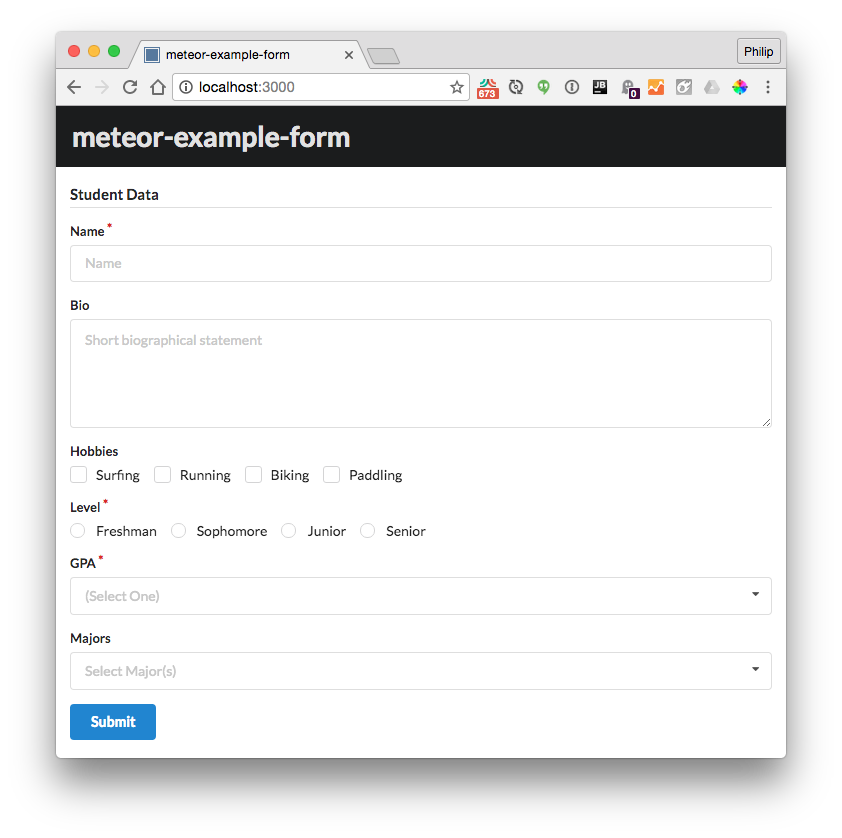 meteor-example-form
Philip
localhost:3000
673
JB
0
meteor-example-form
Student Data
Name *
Name
Bio
Short biographical statement
Hobbies
Surfing Running Biking Paddling
Level *
Freshman Sophomore Junior Senior
GPA *
(Select One)
Majors
Select Major(s)
Submit